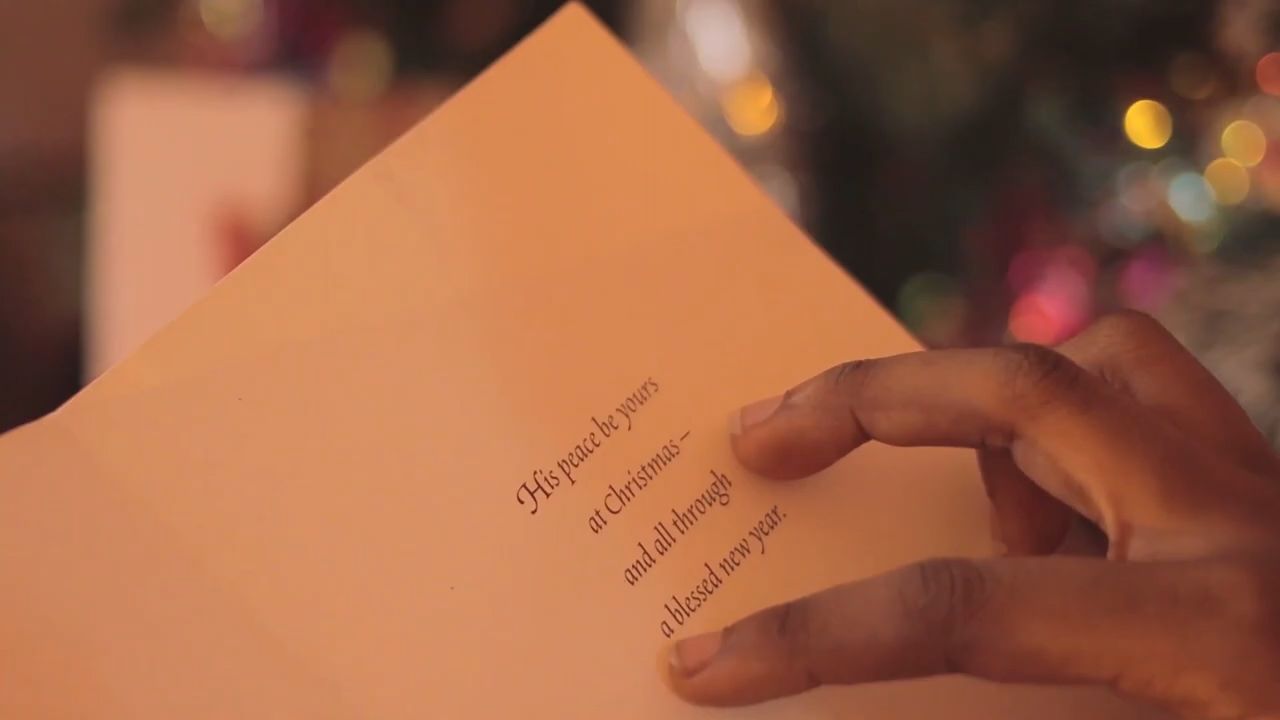 His peace be yours
at Christmas–
and all through
a blessed new year.